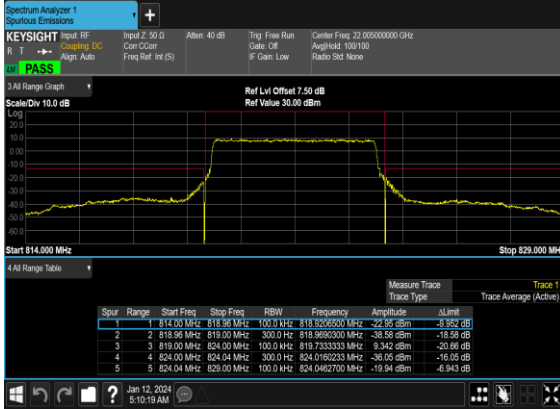 Spectrum Analyzer 1
Spurious Emissions
+
KEYSIGHT Input: RF Input Z: 50 Ω Atten: 40 dB Trig: Free Run Center Freq: 22.005000000 GHz
R T Coupling: DC Corr CCorr Gate: Off Avg|Hold: 100/100
Align: Auto Freq Ref: Int (S) IF Gain: Low Radio Std: None
PASS
3 All Range Graph
Ref Lvl Offset 7.50 dB
Scale/Div 10.0 dB Ref Value 30.00 dBm
Log
20.0
10.0
0.00
-10.0
-20.0
-30.0
-40.0
-50.0
-60.0
Start 814.000 MHz Stop 829.000 MHz
4 All Range Table
Measure Trace Trace 1
Trace Type Trace Average (Active)
Spur Range Start Freq Stop Freq RBW Frequency Amplitude ΔLimit
1 1 814.00 MHz 818.96 MHz 100.0 kHz 818.9206500 MHz -22.95 dBm -9.952 dB
2 2 818.96 MHz 819.00 MHz 300.0 Hz 818.9690300 MHz -38.58 dBm -18.58 dB
3 3 819.00 MHz 824.00 MHz 100.0 kHz 819.7333333 MHz 9.342 dBm -20.66 dB
4 4 824.00 MHz 824.04 MHz 300.0 Hz 824.0160233 MHz -36.05 dBm -16.05 dB
5 5 824.04 MHz 829.00 MHz 100.0 kHz 824.0462700 MHz -19.94 dBm -6.943 dB
? Jan 12, 2024
5:10:19 AM